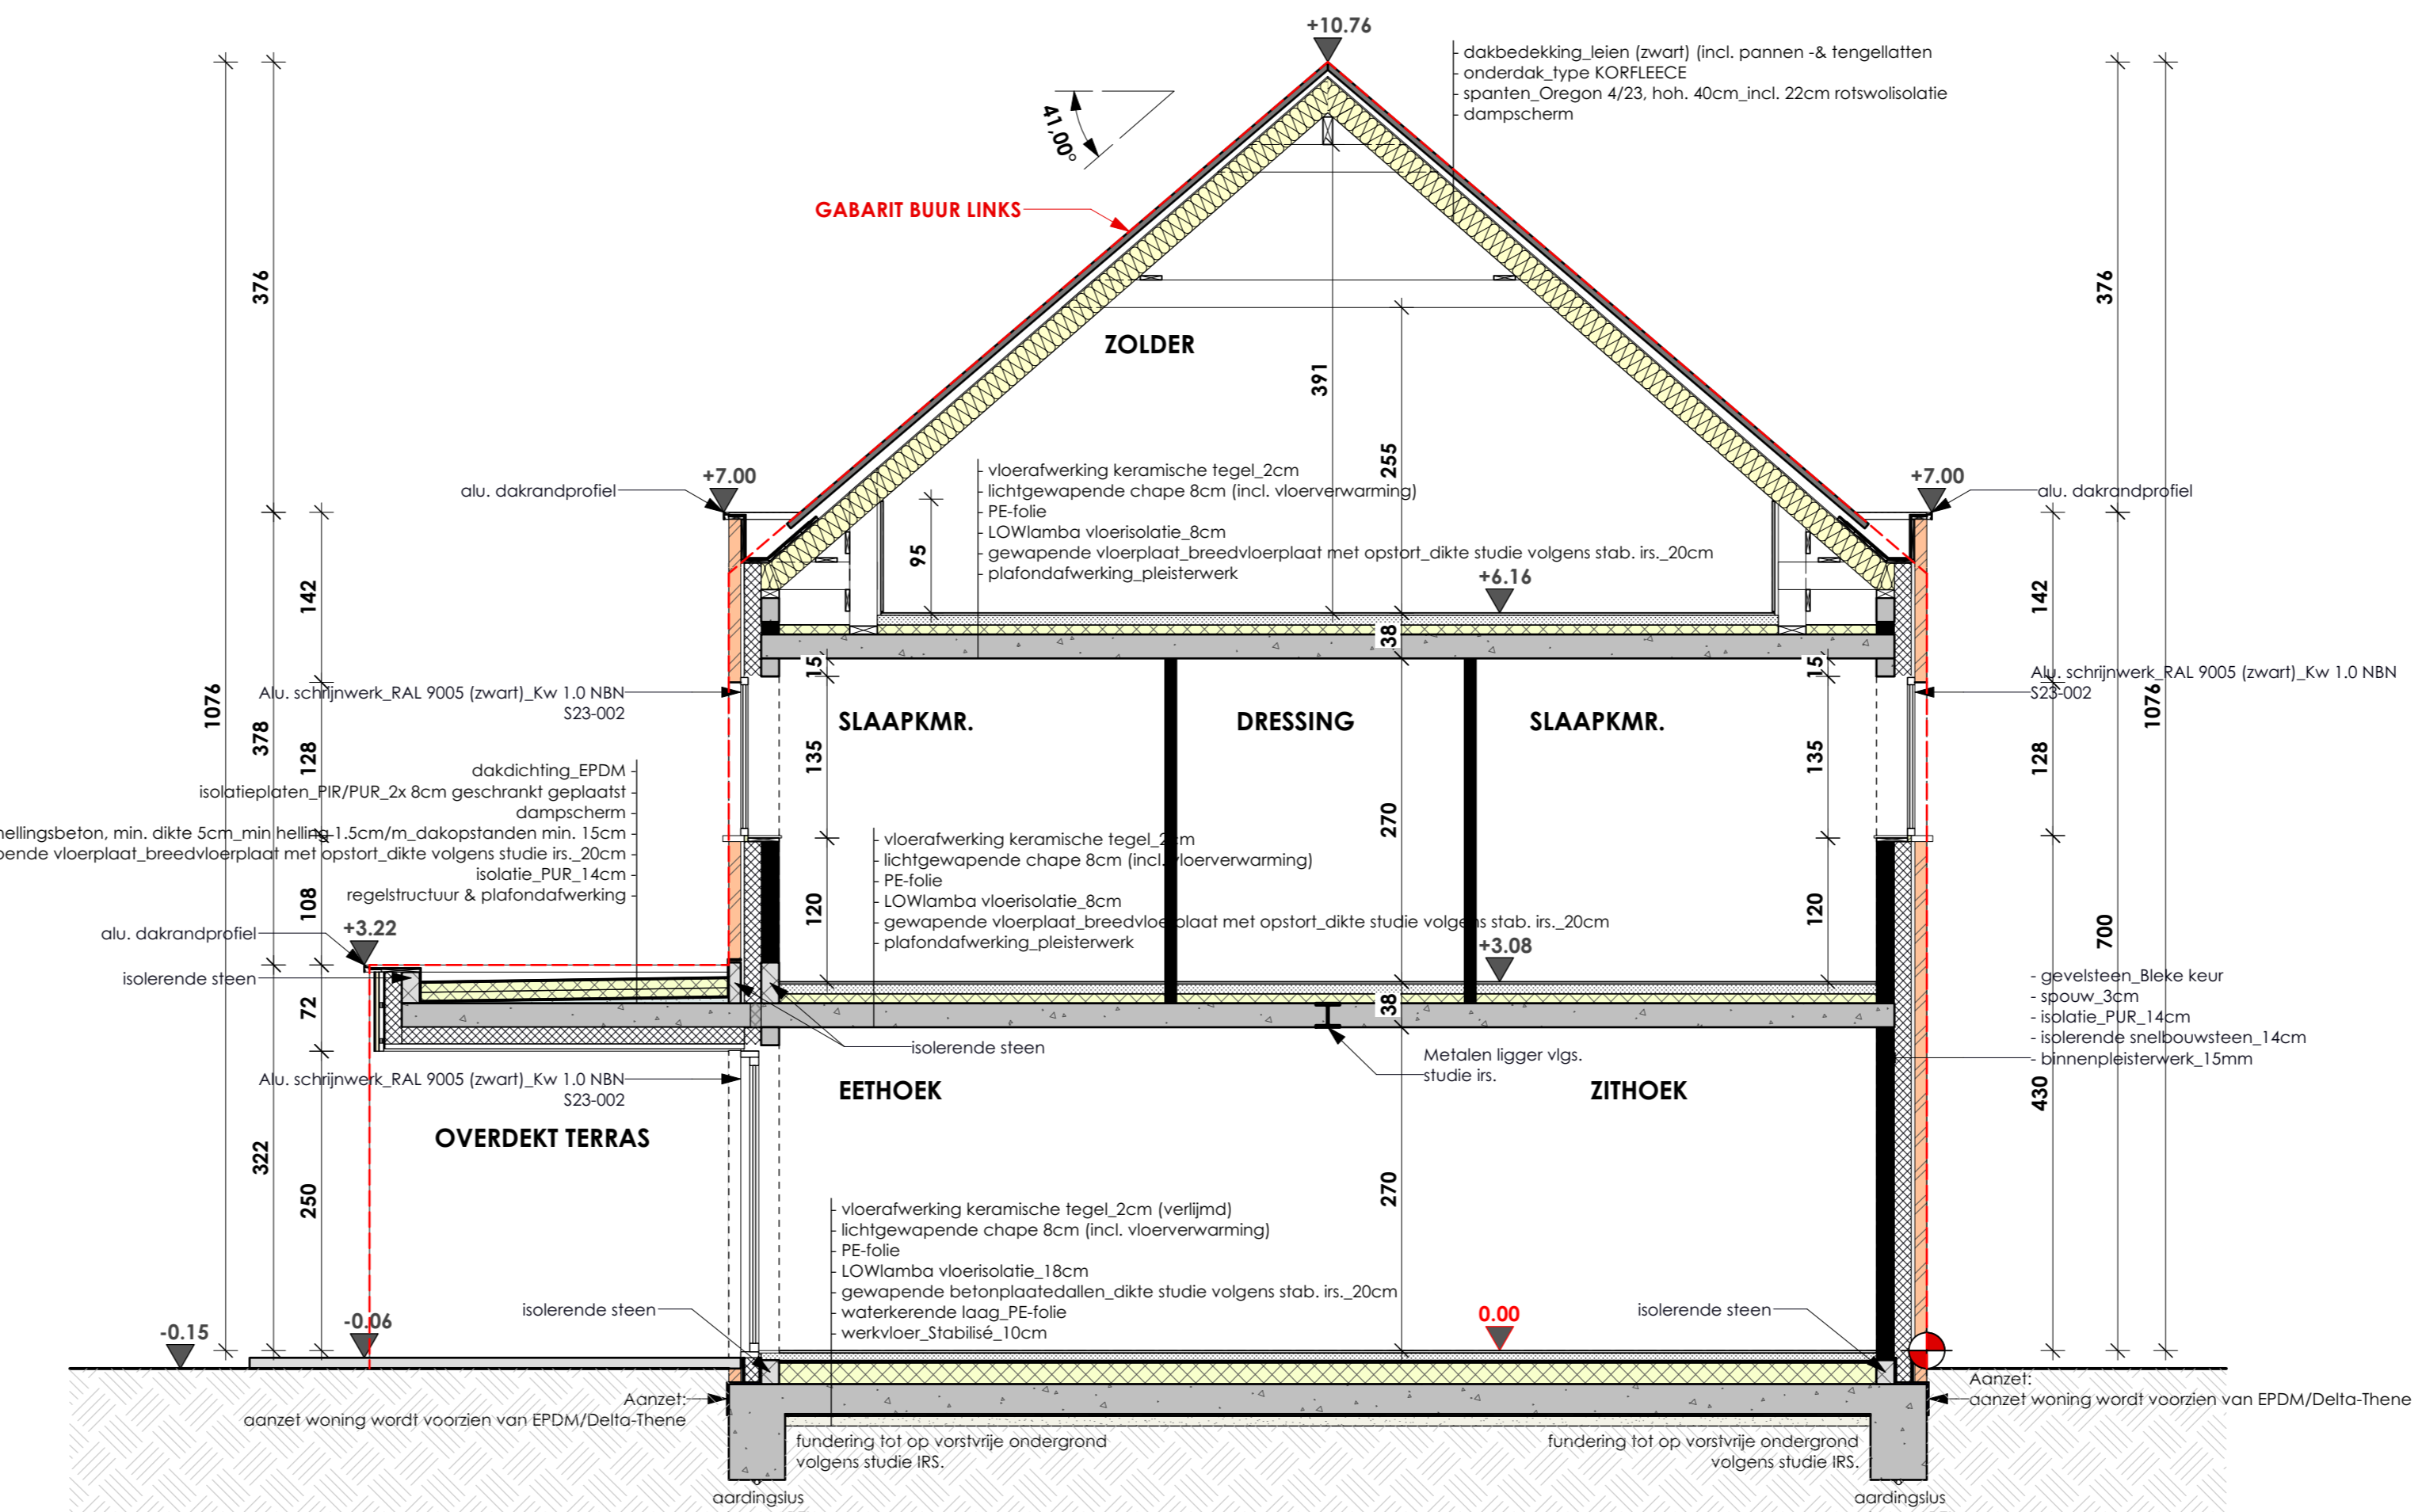 +10.76
- dakbedekking_leien (zwart) (incl. pannen -& tengellatten
- onderdak_type KORFLEECE
- spanten_Oregon 4/23, hoh. 40cm_incl. 22cm rotswolisolatie
- dampscherm
41,00°
GABARIT BUUR LINKS
376
376
ZOLDER
391
255
95
+7.00
alu. dakrandprofiel
+7.00
alu. dakrandprofiel
- vloerafwerking keramische tegel_2cm
- lichtgewapende chape 8cm (incl. vloerverwarming)
- PE-folie
- LOWlamba vloerisolatie_8cm
- gewapende vloerplaat_breedvloerplaat met opstort_dikte studie volgens stab. irs._20cm
- plafondafwerking_pleisterwerk
+6.16
142
142
38
15
15
Alu. schrijnwerk_RAL 9005 (zwart)_Kw 1.0 NBN
S23-002
Alu. schrijnwerk_RAL 9005 (zwart)_Kw 1.0 NBN
S23-002
1076
378
128
SLAAPKMR.
DRESSING
SLAAPKMR.
135
135
128
1076
270
dakdichting_EPDM -
isolatieplaten_PIR/PUR_2x 8cm geschrankt geplaatst -
dampscherm -
hellingsbeton, min. dikte 5cm_min helling 1.5cm/m_dakopstanden min. 15cm -
vloerplaat_breedvloerplaat met opstort_dikte volgens studie irs._20cm -
isolatie_PUR_14cm -
regelstructuur & plafondafwerking -
- vloerafwerking keramische tegel_2cm
- lichtgewapende chape 8cm (incl. vloerverwarming)
- PE-folie
- LOWlamba vloerisolatie_8cm
- gewapende vloerplaat_breedvloerplaat met opstort_dikte studie volgens stab. irs._20cm
- plafondafwerking_pleisterwerk
108
120
120
700
+3.22
alu. dakrandprofiel
isolerende steen
+3.08
- gevelsteen_Bleke keur
- spouw_3cm
- isolatie_PUR_14cm
- isolerende snelbouwsteen_14cm
- binnenpleisterwerk_15mm
72
38
isolerende steen
Metalen ligger vlgs.
studie irs.
Alu. schrijnwerk_RAL 9005 (zwart)_Kw 1.0 NBN
S23-002
EETHOEK
ZITHOEK
430
OVERDEKT TERRAS
322
250
270
- vloerafwerking keramische tegel_2cm (verlijmd)
- lichtgewapende chape 8cm (incl. vloerverwarming)
- PE-folie
- LOWlamba vloerisolatie_18cm
- gewapende betonplaatedallen_dikte studie volgens stab. irs._20cm
- waterkerende laag_PE-folie
- werkvloer_Stabilisé_10cm
isolerende steen
0.00
isolerende steen
-0.15
-0.06
Aanzet:
aanzet woning wordt voorzien van EPDM/Delta-Thene
Aanzet:
aanzet woning wordt voorzien van EPDM/Delta-Thene
fundering tot op vorstvrije ondergrond
volgens studie IRS.
fundering tot op vorstvrije ondergrond
volgens studie IRS.
aardingslus
aardingslus